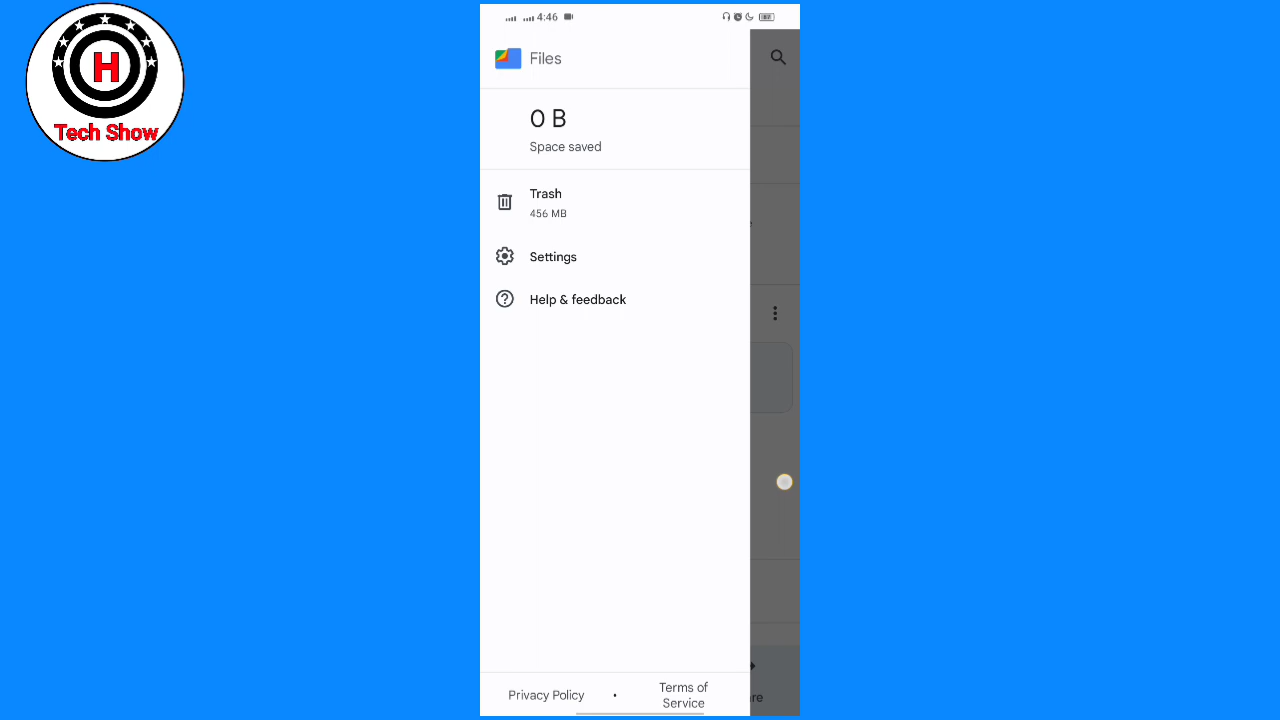 H
Tech Show
4:46
Files
0 B
Space saved
Trash
456 MB
Settings
Help & feedback
Privacy Policy
•
Terms of
Service